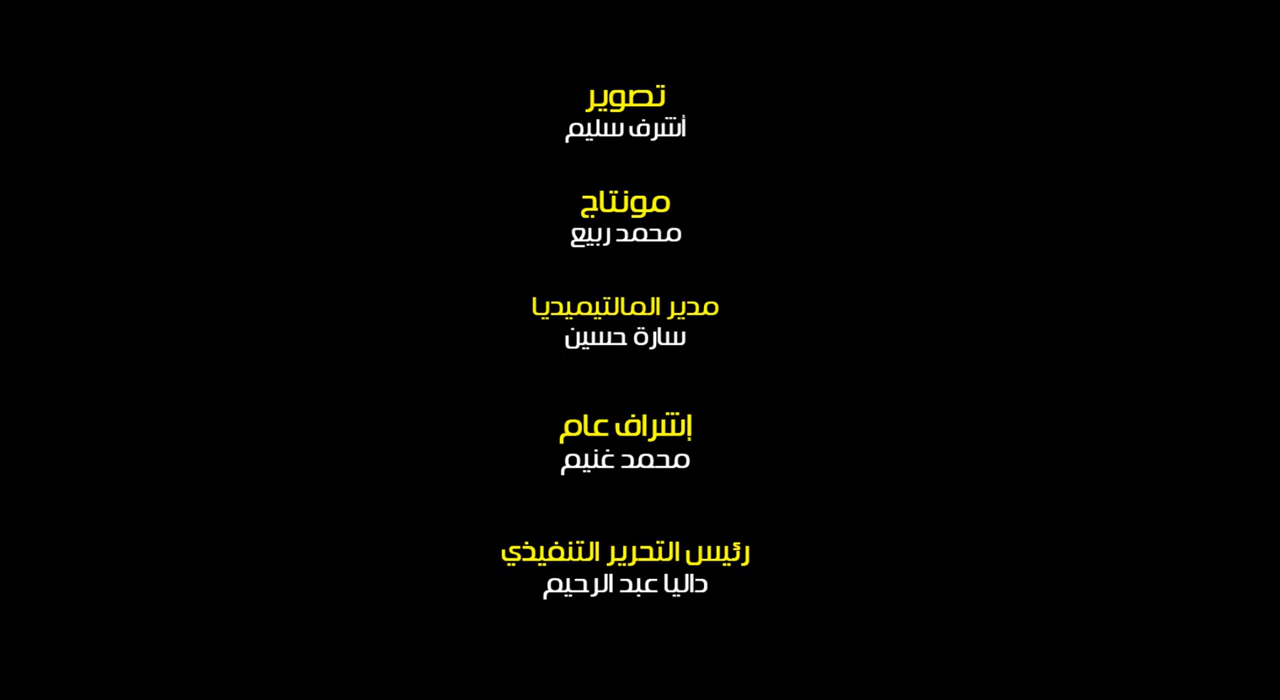 تصوير
أشرف سليم
مونتاج
محمد ربيع
مدير المالتيميديا
سارة حسين
إشراف عام
محمد غنيم
رئيس التحرير التنفيذي
داليا عبد الرحيم